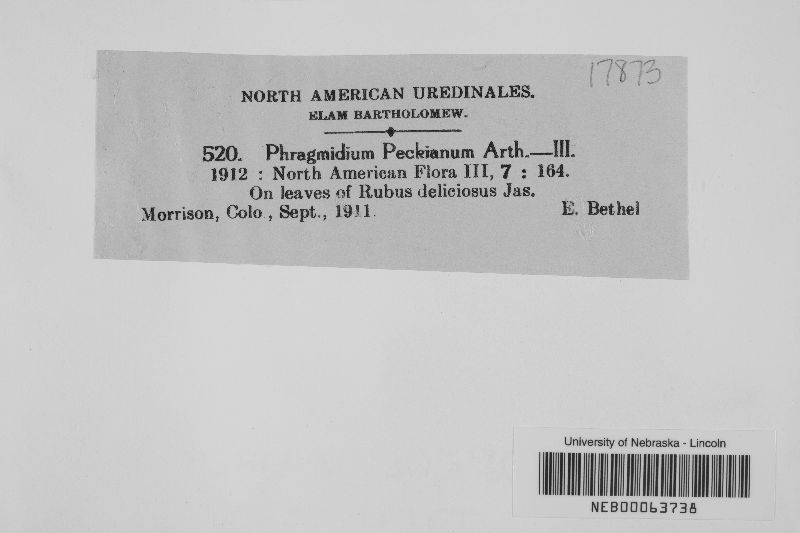 17873
NORTH AMERICAN UREDINALES.
ELAM BARTHOLOMEW.
520. Phragmidium Peckianum Arth.—III.
1912 : North American Flora III, 7 : 164.
On leaves of Rubus deliciosus Jas.
Morrison, Colo., Sept., 1911. E. Bethel
University of Nebraska - Lincoln
NEB00063738